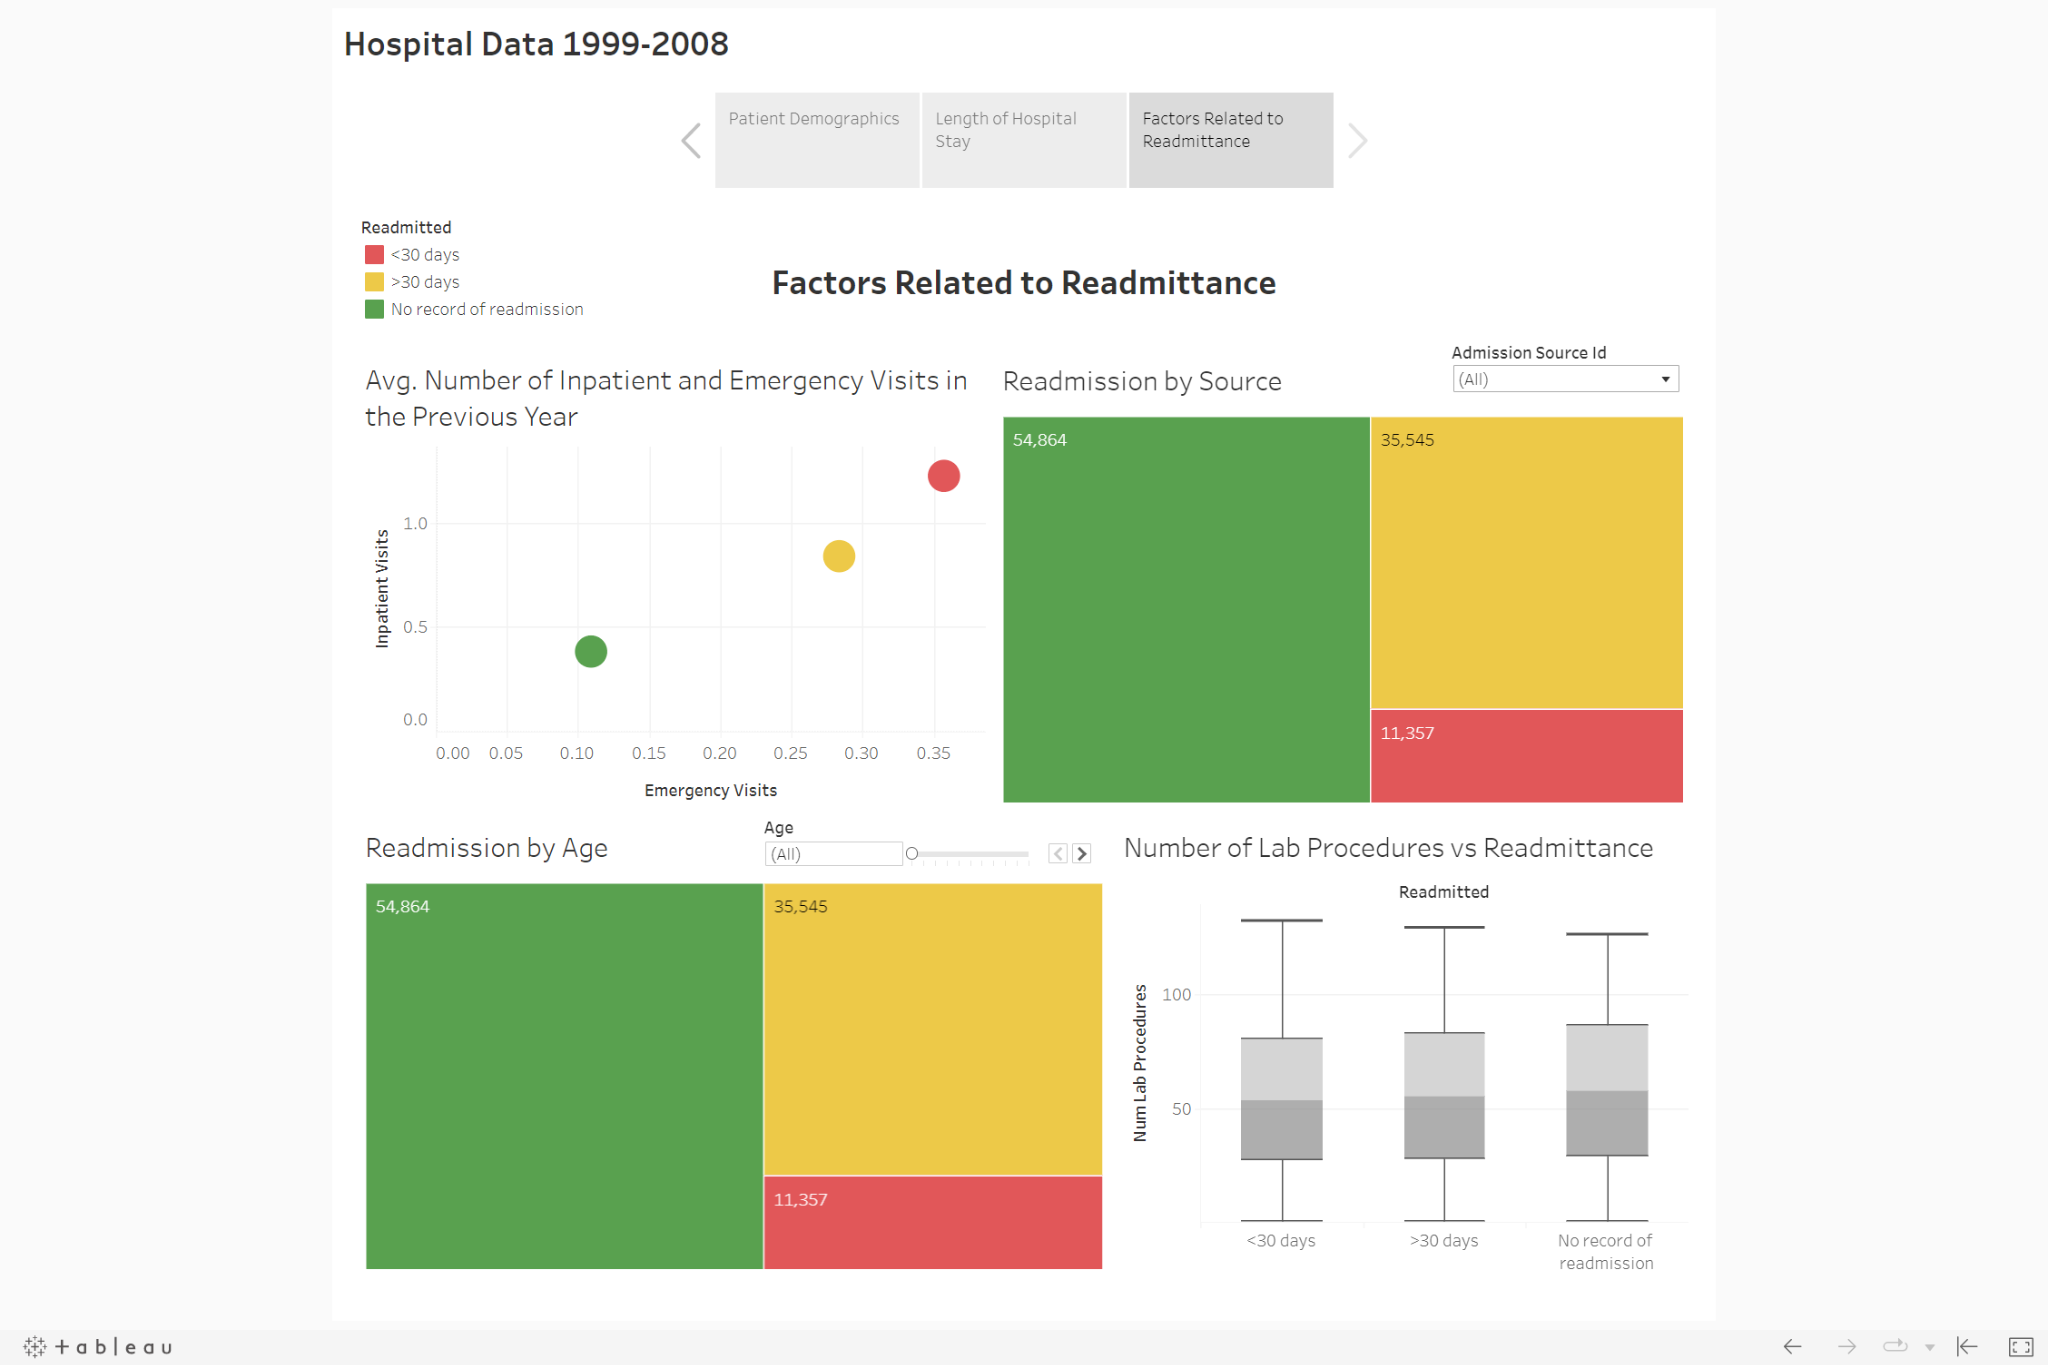 Hospital Data 1999-2008
Patient Demographics
Length of Hospital
Stay
Factors Related to
Readmittance
Readmitted
<30 days
>30 days
No record of readmission
Factors Related to Readmittance
Avg. Number of Inpatient and Emergency Visits in
the Previous Year
Inpatient Visits
1.0
0.5
0.0
0.00 0.05 0.10 0.15 0.20 0.25 0.30 0.35
Emergency Visits
Readmission by Source
Admission Source Id
(All)
54,864
35,545
11,357
Readmission by Age
Age
(All)
54,864
35,545
11,357
Number of Lab Procedures vs Readmittance
Readmitted
Num Lab Procedures
100
50
<30 days
>30 days
No record of
readmission
+ a b l e a u